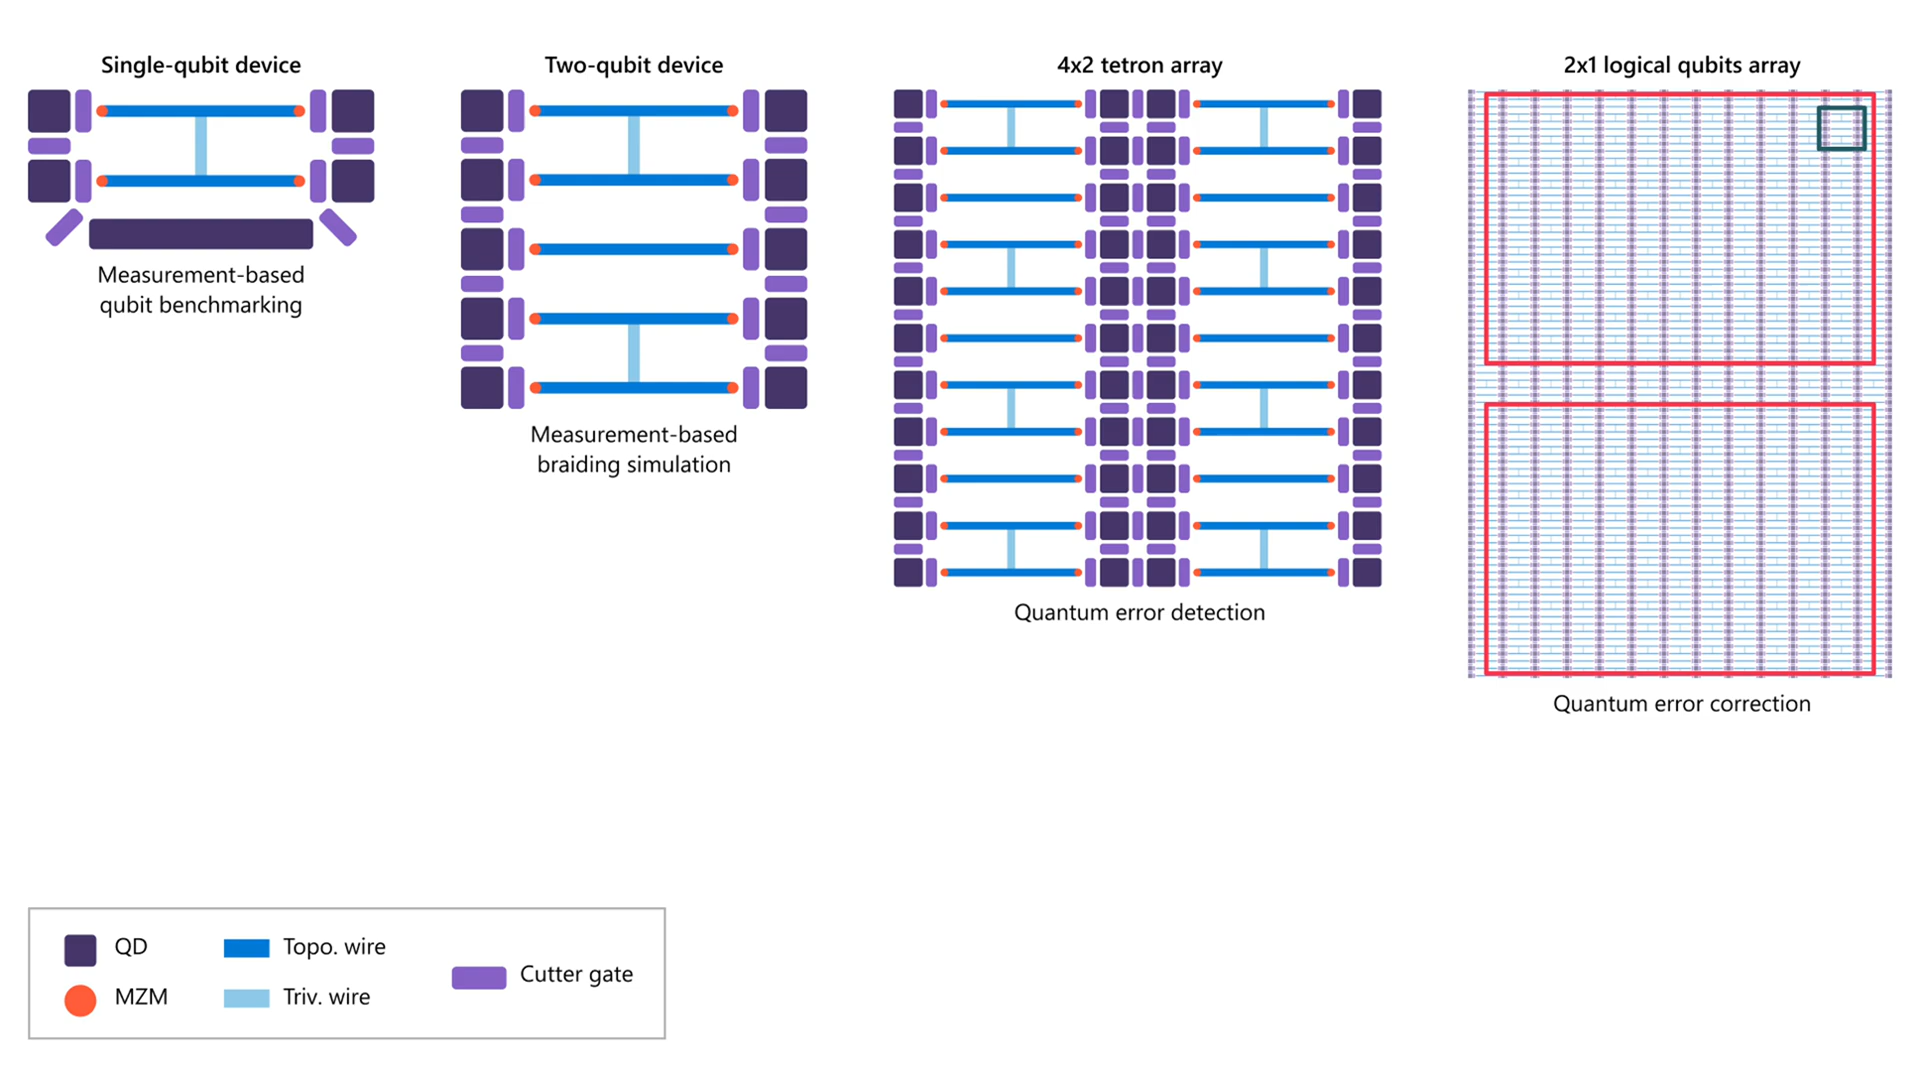 Single-qubit device
Measurement-based
qubit benchmarking
Two-qubit device
Measurement-based
braiding simulation
4x2 tetron array
Quantum error detection
2x1 logical qubits array
Quantum error correction
QD
Topo. wire
Cutter gate
MZM
Triv. wire